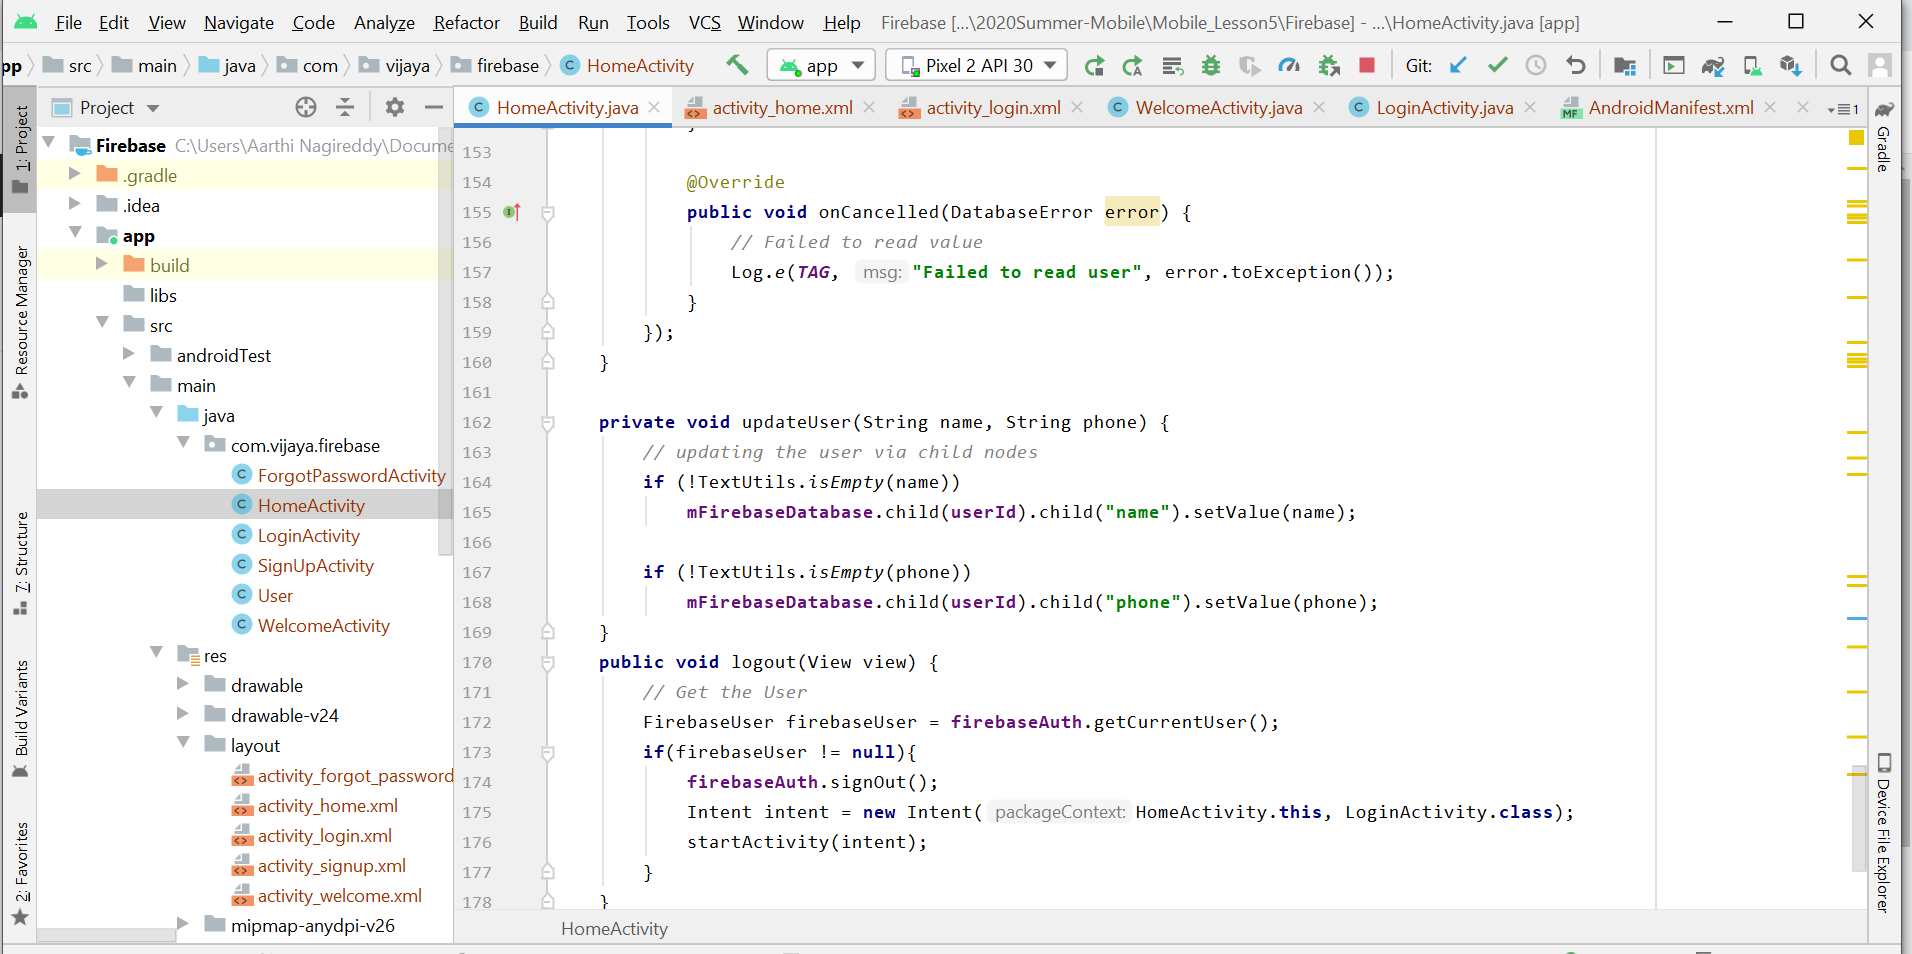 File Edit View Navigate Code Analyze Refactor Build Run Tools VCS Window Help Firebase [...\2020Summer-Mobile\Mobile_Lesson5\Firebase] - ...\HomeActivity.java [app]
pp src main java com vijaya firebase HomeActivity app Pixel 2 API 30 Git:
Project HomeActivity.java activity_home.xml activity_login.xml WelcomeActivity.java LoginActivity.java AndroidManifest.xml 1
1: Project
Resource Manager
7: Structure
Build Variants
2: Favorites
Firebase C:\Users\Aarthi Nagireddy\Docume
.gradle
.idea
app
build
libs
src
androidTest
main
java
com.vijaya.firebase
ForgotPasswordActivity
HomeActivity
LoginActivity
SignUpActivity
User
WelcomeActivity
res
drawable
drawable-v24
layout
activity_forgot_password
activity_home.xml
activity_login.xml
activity_signup.xml
activity_welcome.xml
mipmap-anydpi-v26
}
153
154 @Override
155 public void onCancelled(DatabaseError error) {
156 // Failed to read value
157 Log.e(TAG, msg: "Failed to read user", error.toException());
158 }
159 });
160 }
161
162 private void updateUser(String name, String phone) {
163 // updating the user via child nodes
164 if (!TextUtils.isEmpty(name))
165 mFirebaseDatabase.child(userId).child("name").setValue(name);
166
167 if (!TextUtils.isEmpty(phone))
168 mFirebaseDatabase.child(userId).child("phone").setValue(phone);
169 }
170 public void logout(View view) {
171 // Get the User
172 FirebaseUser firebaseUser = firebaseAuth.getCurrentUser();
173 if(firebaseUser != null){
174 firebaseAuth.signOut();
175 Intent intent = new Intent( packageContext: HomeActivity.this, LoginActivity.class);
176 startActivity(intent);
177 }
178 }
HomeActivity
Gradle
Device File Explorer